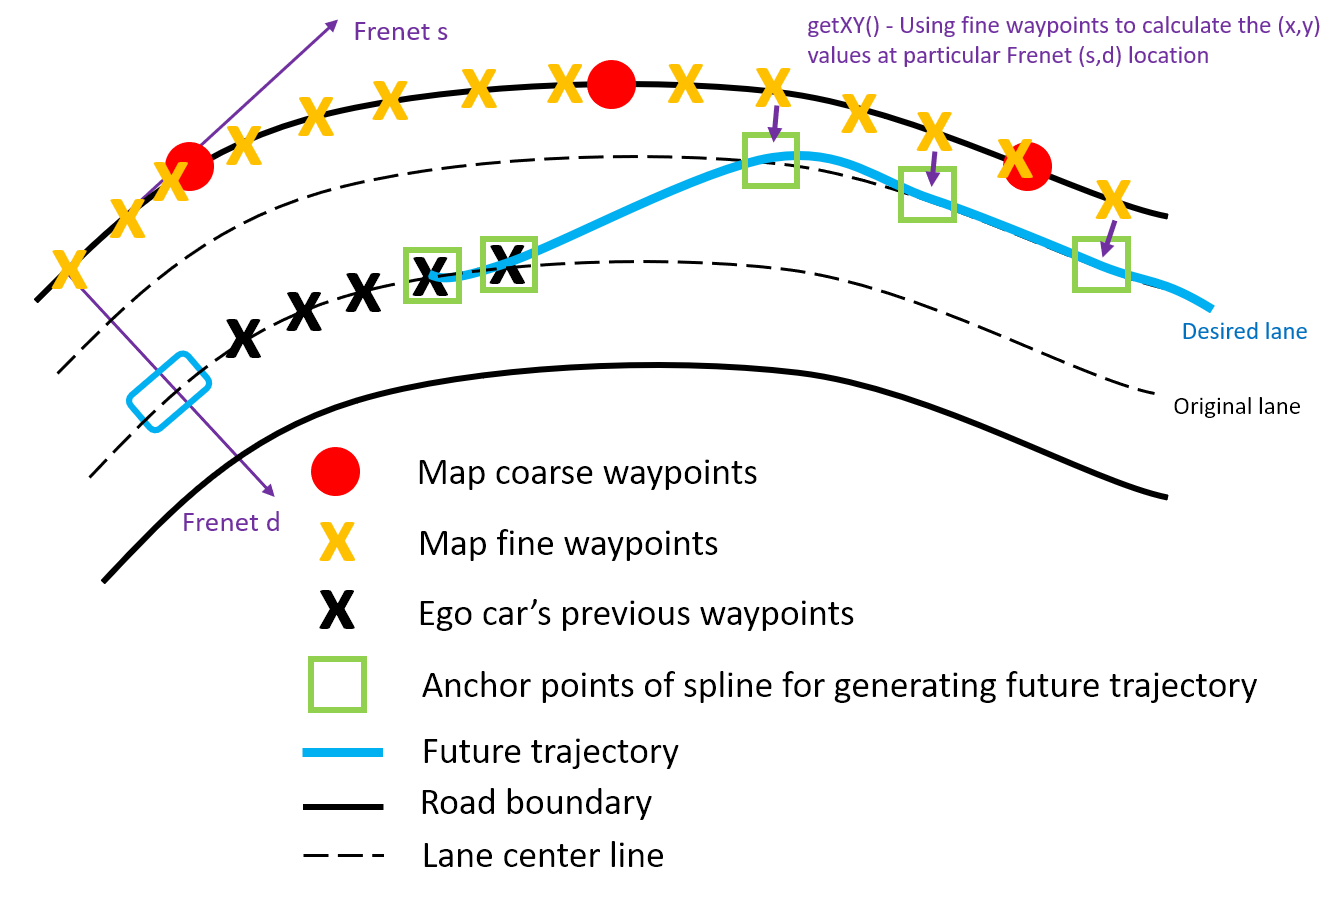 Frenet s
getXY() - Using fine waypoints to calculate the (x,y)
values at particular Frenet (s,d) location
X X X X X X X X X X X X X X
X X X X X
Desired lane
Original lane
Frenet d
Map coarse waypoints
X Map fine waypoints
X Ego car’s previous waypoints
Anchor points of spline for generating future trajectory
Future trajectory
Road boundary
Lane center line